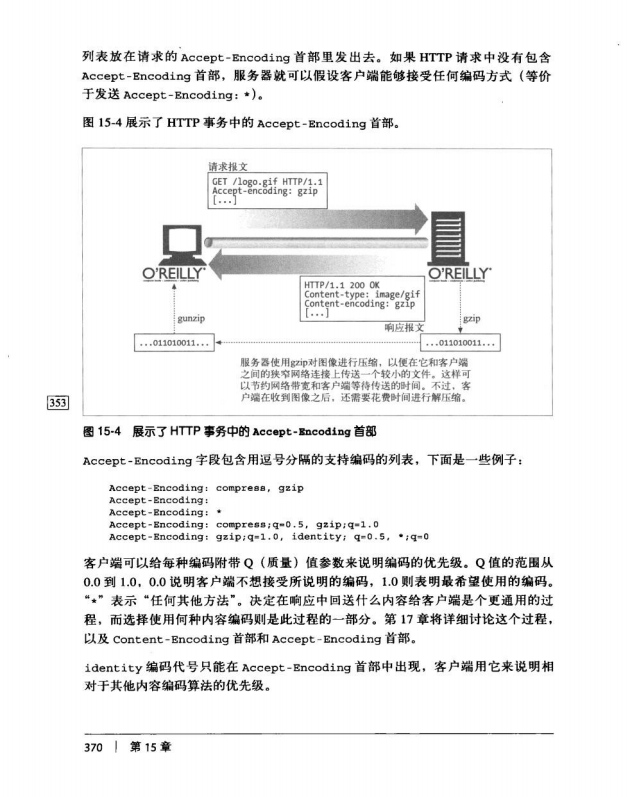 列表放在请求的 Accept-Encoding 首部里发出去。如果 HTTP 请求中没有包含
Accept-Encoding 首部，服务器就可以假设客户端能够接受任何编码方式（等价
于发送 Accept-Encoding: *）。
图 15-4 展示了 HTTP 事务中的 Accept-Encoding 首部。
请求报文
GET /logo.gif HTTP/1.1
Accept-encoding: gzip
[...]
O'REILLY
O'REILLY
HTTP/1.1 200 OK
Content-type: image/gif
Content-encoding: gzip
[...]
响应报文
gunzip
gzip
...011010011...
...011010011...
服务器使用gzip对图像进行压缩，以便在它和客户端
之间的狭窄网络连接上传送一个较小的文件。这样可
以节约网络带宽和客户端等待传送的时间。不过，客
户端在收到图像之后，还需要花费时间进行解压缩。
353
图 15-4 展示了 HTTP 事务中的 Accept-Encoding 首部
Accept-Encoding 字段包含用逗号分隔的支持编码的列表，下面是一些例子：
Accept-Encoding: compress, gzip
Accept-Encoding:
Accept-Encoding: *
Accept-Encoding: compress;q=0.5, gzip;q=1.0
Accept-Encoding: gzip;q=1.0, identity; q=0.5, *;q=0
客户端可以给每种编码附带 Q（质量）值参数来说明编码的优先级。Q 值的范围从
0.0 到 1.0，0.0 说明客户端不想接受所说明的编码，1.0 则表明最希望使用的编码。
“*”表示“任何其他方法”。决定在响应中回送什么内容给客户端是个更通用的过
程，而选择使用何种内容编码则是此过程的一部分。第 17 章将详细讨论这个过程，
以及 Content-Encoding 首部和 Accept-Encoding 首部。
identity 编码代号只能在 Accept-Encoding 首部中出现，客户端用它来说明相
对于其他内容编码算法的优先级。
370 | 第 15 章